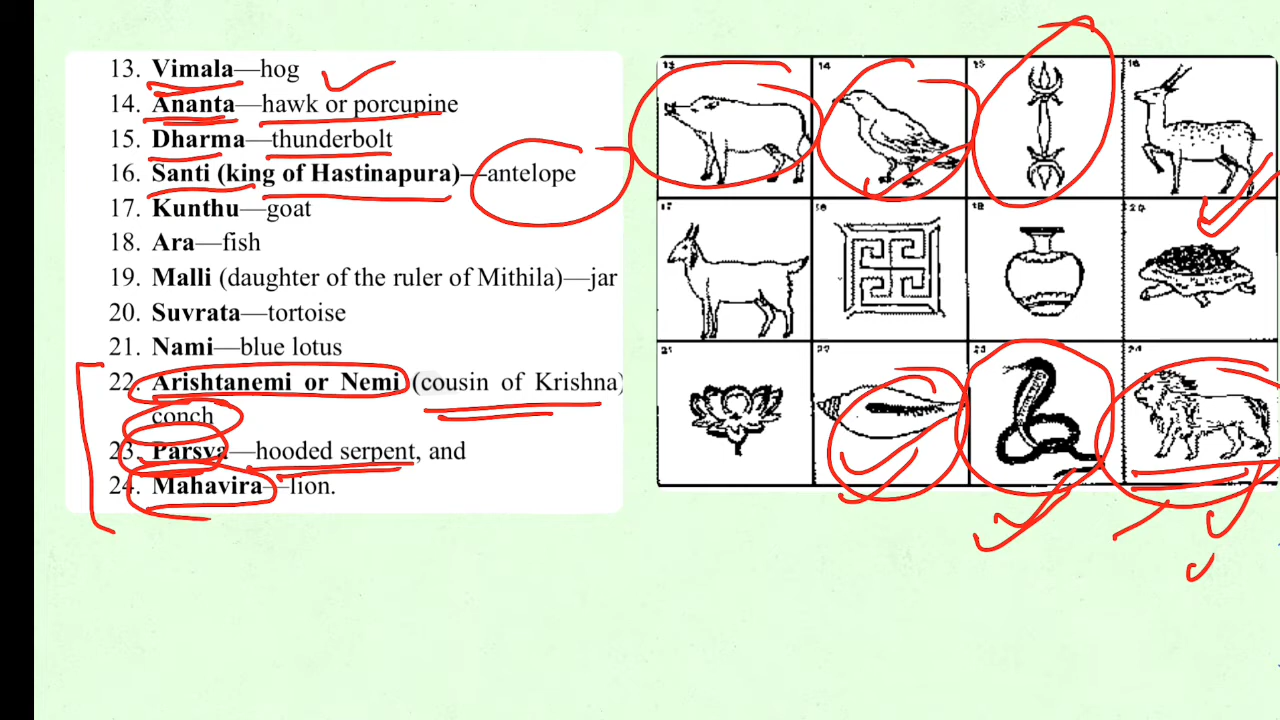 13. Vimala—hog
14. Ananta—hawk or porcupine
15. Dharma—thunderbolt
16. Santi (king of Hastinapura)—antelope
17. Kunthu—goat
18. Ara—fish
19. Malli (daughter of the ruler of Mithila)—jar
20. Suvrata—tortoise
21. Nami—blue lotus
22. Arishtanemi or Nemi (cousin of Krishna)
conch
23. Parsva—hooded serpent, and
24. Mahavira—lion.
13 14 15 16
17 18 19 20
21 22 23 24